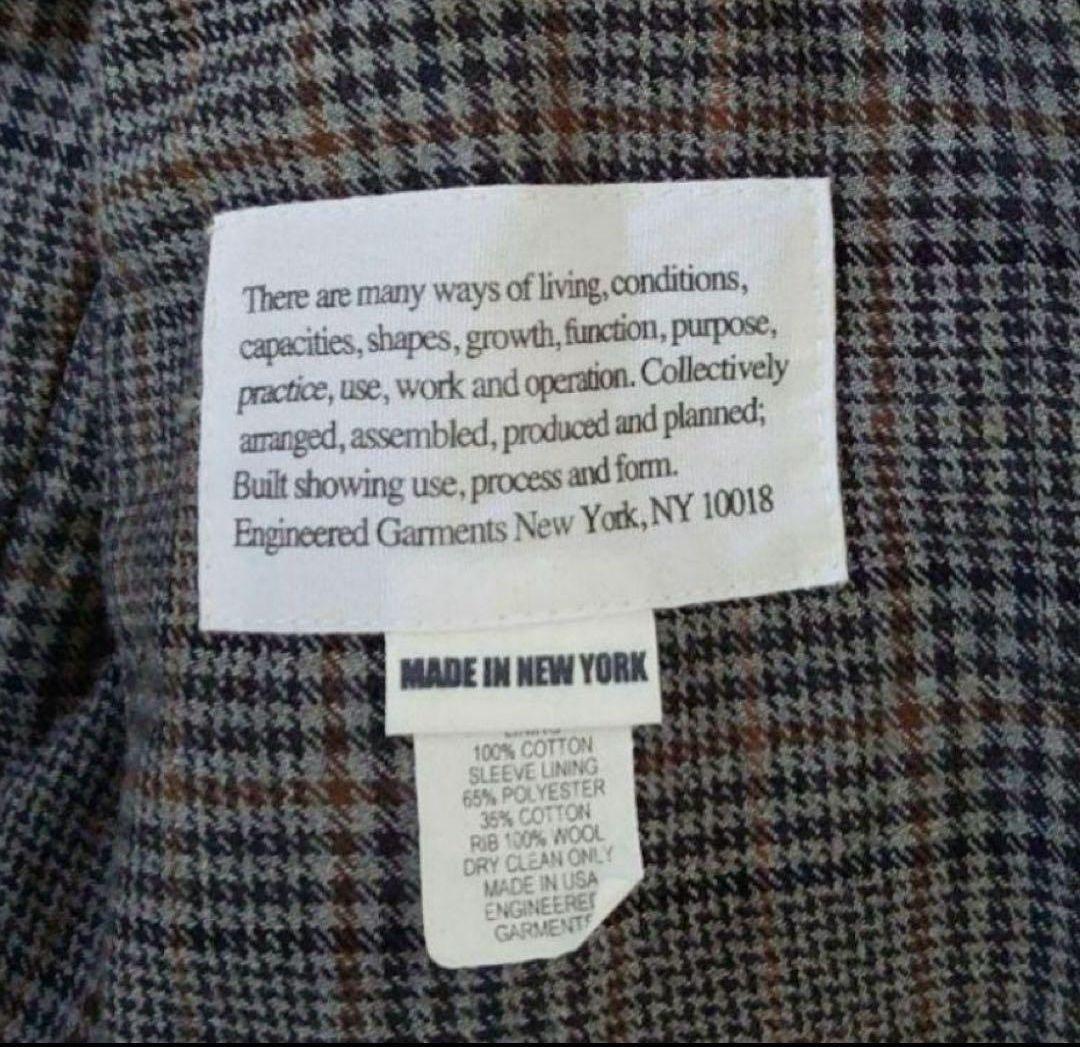 There are many ways of living, conditions,
capacities, shapes, growth, function, purpose,
practice, use, work and operation. Collectively
arranged, assembled, produced and planned;
Built showing use, process and form.
Engineered Garments New York, NY 10018
MADE IN NEW YORK
100% COTTON
SLEEVE LINING
65% POLYESTER
35% COTTON
RIB 100% WOOL
DRY CLEAN ONLY
MADE IN USA
ENGINEERED
GARMENTS